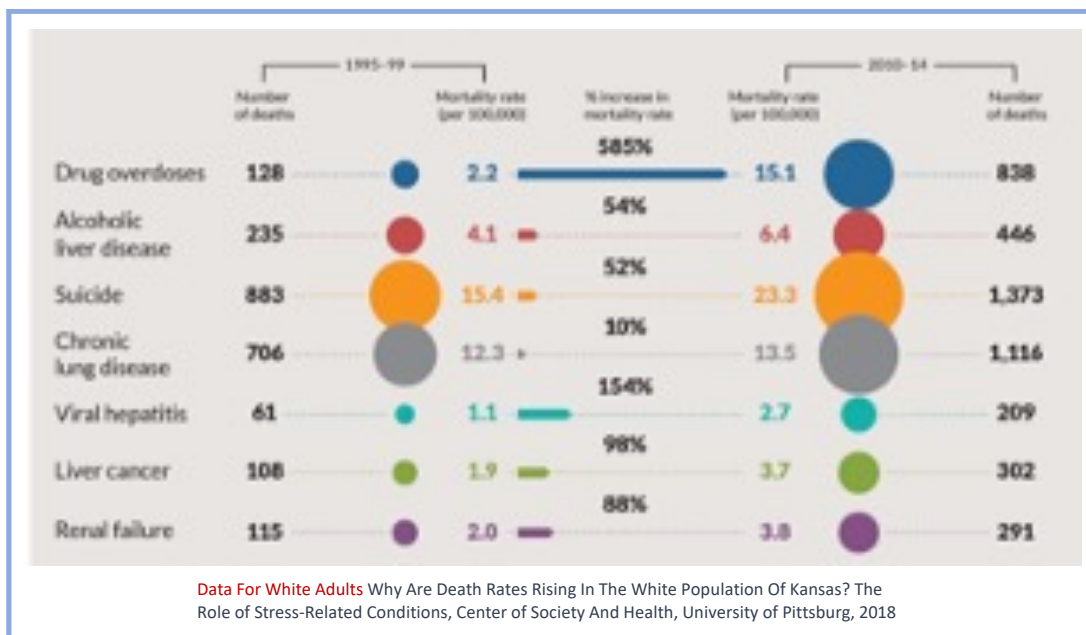 1995-99 2010-14
Number Mortality rate % increase in Mortality rate Number
of deaths (per 100,000) mortality rate (per 100,000) of deaths
585%
Drug overdoses 128 2.2 15.1 838
54%
Alcoholic
liver disease 235 4.1 6.4 446
52%
Suicide 883 15.4 23.3 1,373
10%
Chronic
lung disease 706 12.3 13.5 1,116
154%
Viral hepatitis 61 1.1 2.7 209
98%
Liver cancer 108 1.9 3.7 302
88%
Renal failure 115 2.0 3.8 291
Data For White Adults Why Are Death Rates Rising In The White Population Of Kansas? The
Role of Stress-Related Conditions, Center of Society And Health, University of Pittsburg, 2018